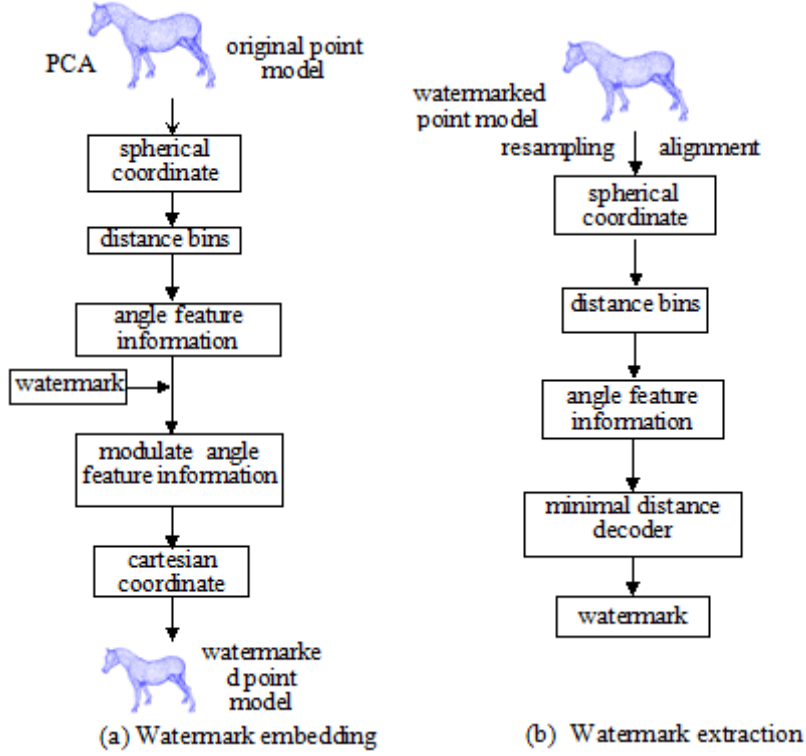 PCA
original point
model
spherical
coordinate
distance bins
angle feature
information
watermark
modulate angle
feature information
cartesian
coordinate
watermarke
d point
model
(a) Watermark embedding
watermarked
point model
resampling alignment
spherical
coordinate
distance bins
angle feature
information
minimal distance
decoder
watermark
(b) Watermark extraction